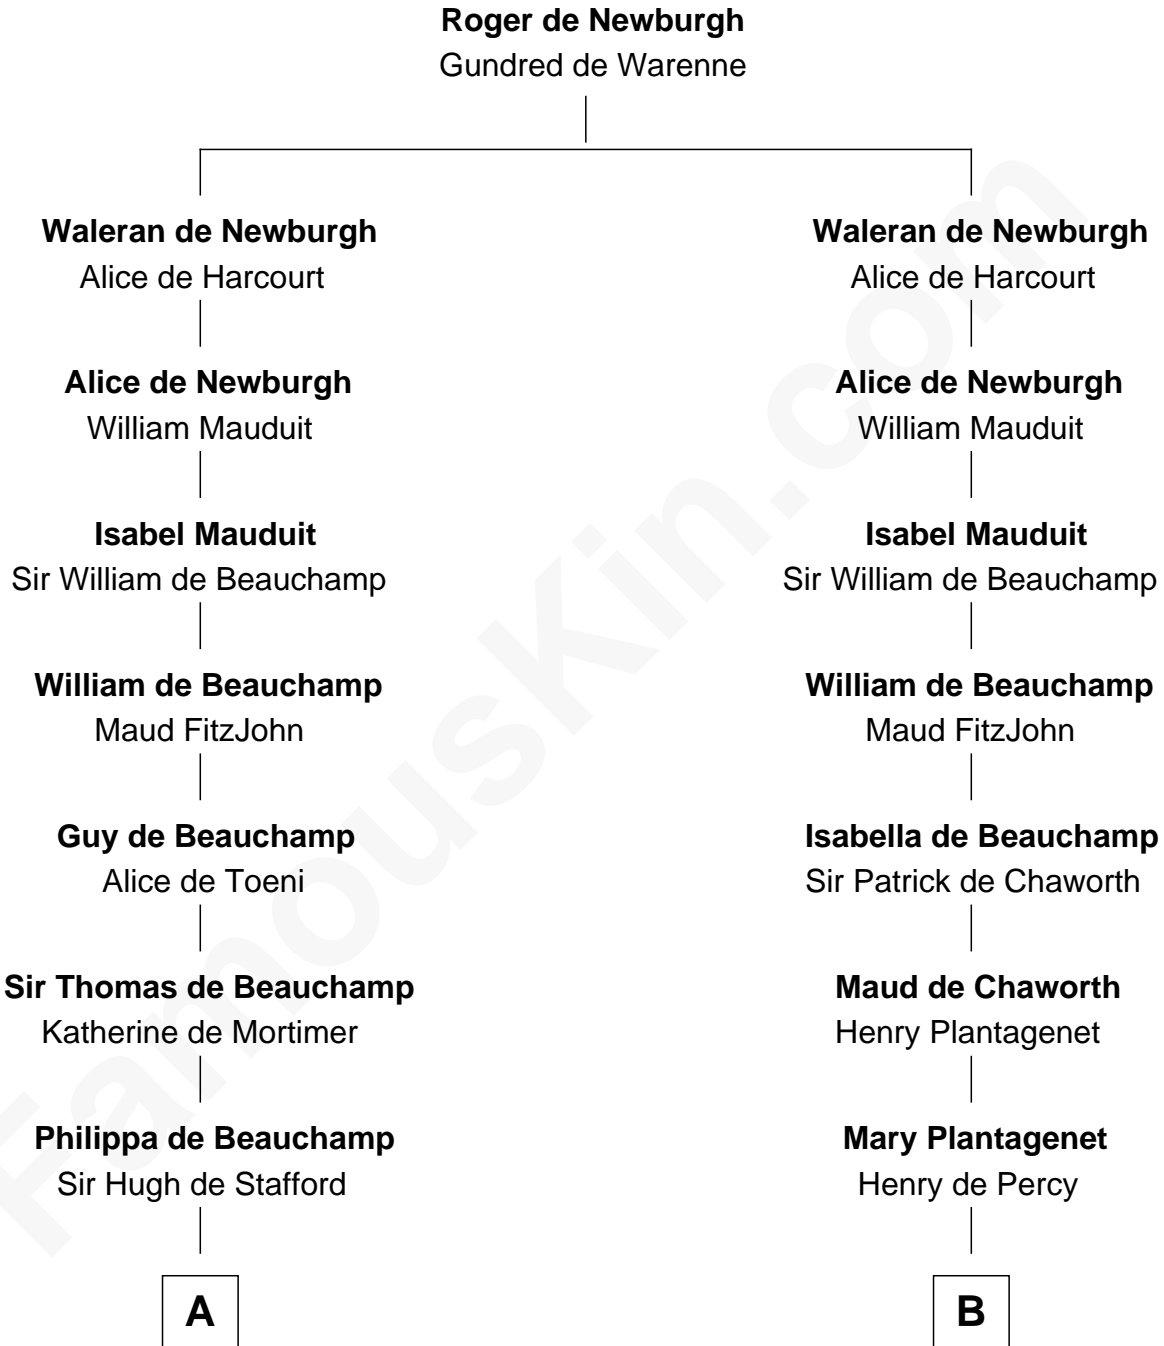 Roger de Newburgh
Gundred de Warenne
Waleran de Newburgh
Alice de Harcourt
Alice de Newburgh
William Mauduit
Isabel Mauduit
Sir William de Beauchamp
William de Beauchamp
Maud FitzJohn
Guy de Beauchamp
Alice de Toeni
Sir Thomas de Beauchamp
Katherine de Mortimer
Philippa de Beauchamp
Sir Hugh de Stafford
A
Waleran de Newburgh
Alice de Harcourt
Alice de Newburgh
William Mauduit
Isabel Mauduit
Sir William de Beauchamp
William de Beauchamp
Maud FitzJohn
Isabella de Beauchamp
Sir Patrick de Chaworth
Maud de Chaworth
Henry Plantagenet
Mary Plantagenet
Henry de Percy
B
FamousKin.com